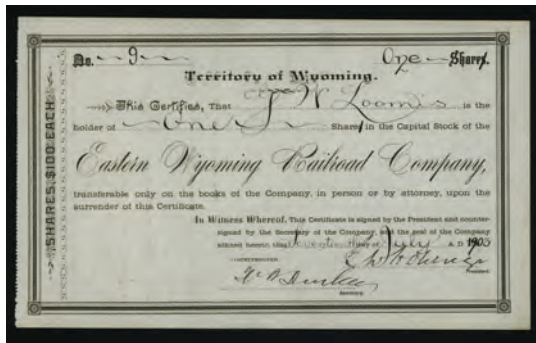 No. 9 One Share
Territory of Wyoming.
This Certifies, That J W Loomis is the
holder of One Share in the Capital Stock of the
Eastern Wyoming Railroad Company,
transferable only on the books of the Company, in person or by attorney, upon the
surrender of this Certificate.
In Witness Whereof, This Certificate is signed by the President and counter-
signed by the Secretary of the Company, and the seal of the Company
affixed hereto this day of July A. D. 1903
COUNTERSIGNED
President.
Secretary.
SHARES, $100 EACH